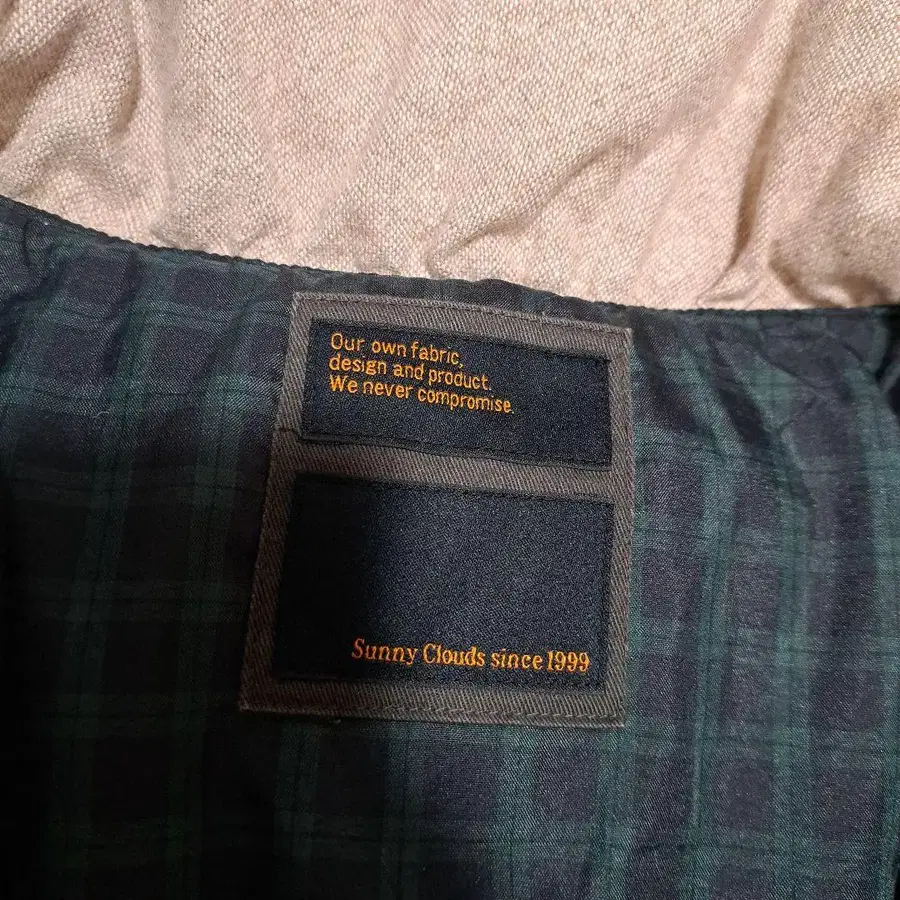 Our own fabric,
design and product.
We never compromise.
Sunny Clouds since 1999